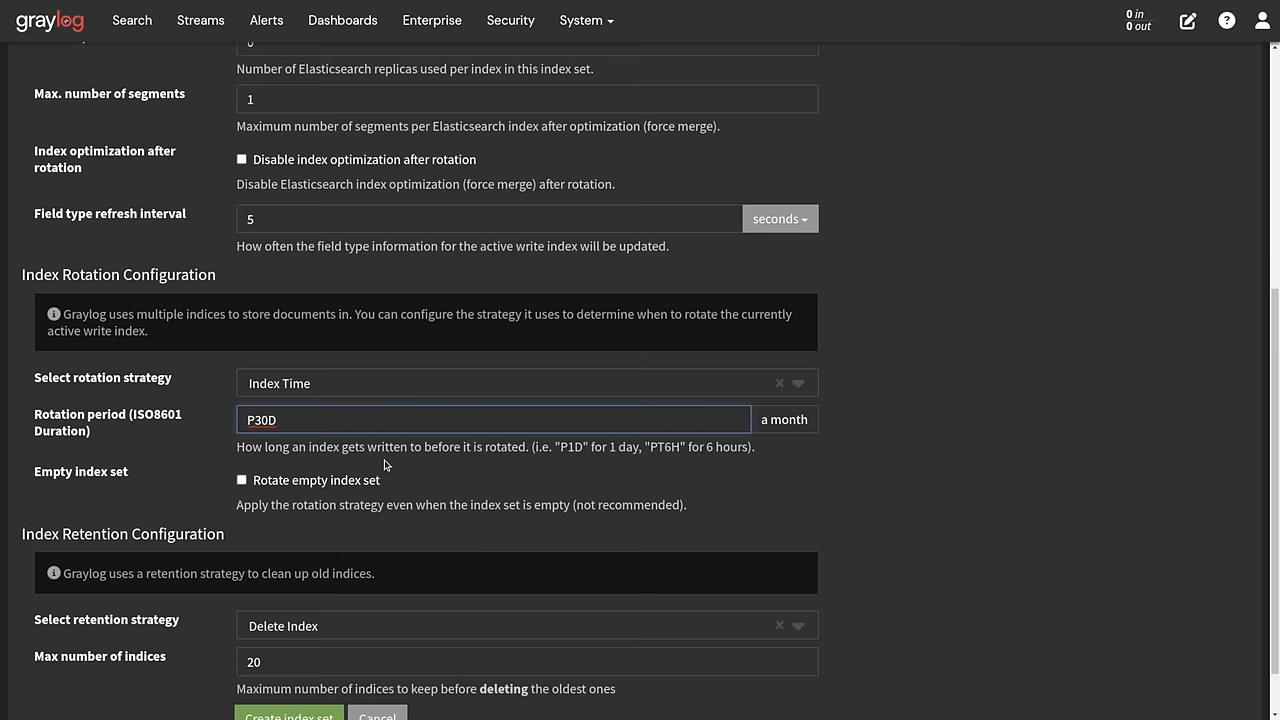 graylog
Search
Streams
Alerts
Dashboards
Enterprise
Security
System
0 in
0 out
0
Number of Elasticsearch replicas used per index in this index set.
Max. number of segments
1
Maximum number of segments per Elasticsearch index after optimization (force merge).
Index optimization after
rotation
Disable index optimization after rotation
Disable Elasticsearch index optimization (force merge) after rotation.
Field type refresh interval
5
seconds
How often the field type information for the active write index will be updated.
Index Rotation Configuration
Graylog uses multiple indices to store documents in. You can configure the strategy it uses to determine when to rotate the currently
active write index.
Select rotation strategy
Index Time
Rotation period (ISO8601
Duration)
P30D
a month
How long an index gets written to before it is rotated. (i.e. "P1D" for 1 day, "PT6H" for 6 hours).
Empty index set
Rotate empty index set
Apply the rotation strategy even when the index set is empty (not recommended).
Index Retention Configuration
Graylog uses a retention strategy to clean up old indices.
Select retention strategy
Delete Index
Max number of indices
20
Maximum number of indices to keep before deleting the oldest ones
Create index set
Cancel